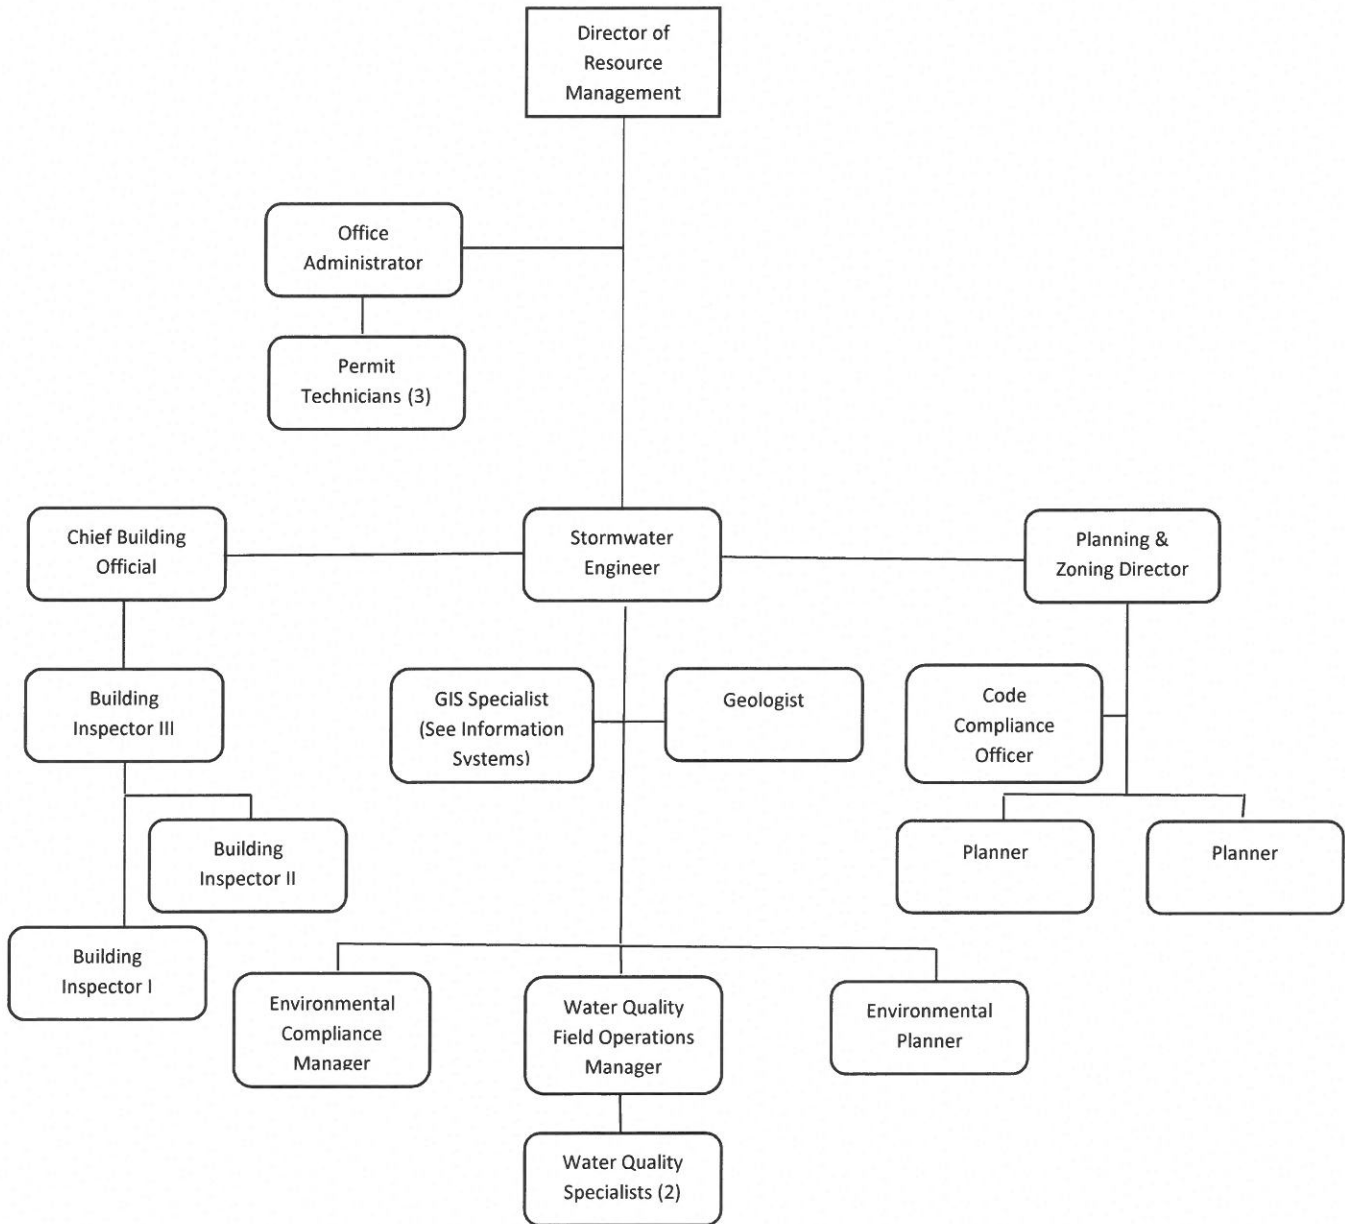 Director of
Resource
Management
Office
Administrator
Permit
Technicians (3)
Chief Building
Official
Stormwater
Engineer
Planning &
Zoning Director
Building
Inspector III
GIS Specialist
(See Information
Systems)
Geologist
Code
Compliance
Officer
Building
Inspector II
Planner
Planner
Building
Inspector I
Environmental
Compliance
Manager
Water Quality
Field Operations
Manager
Environmental
Planner
Water Quality
Specialists (2)